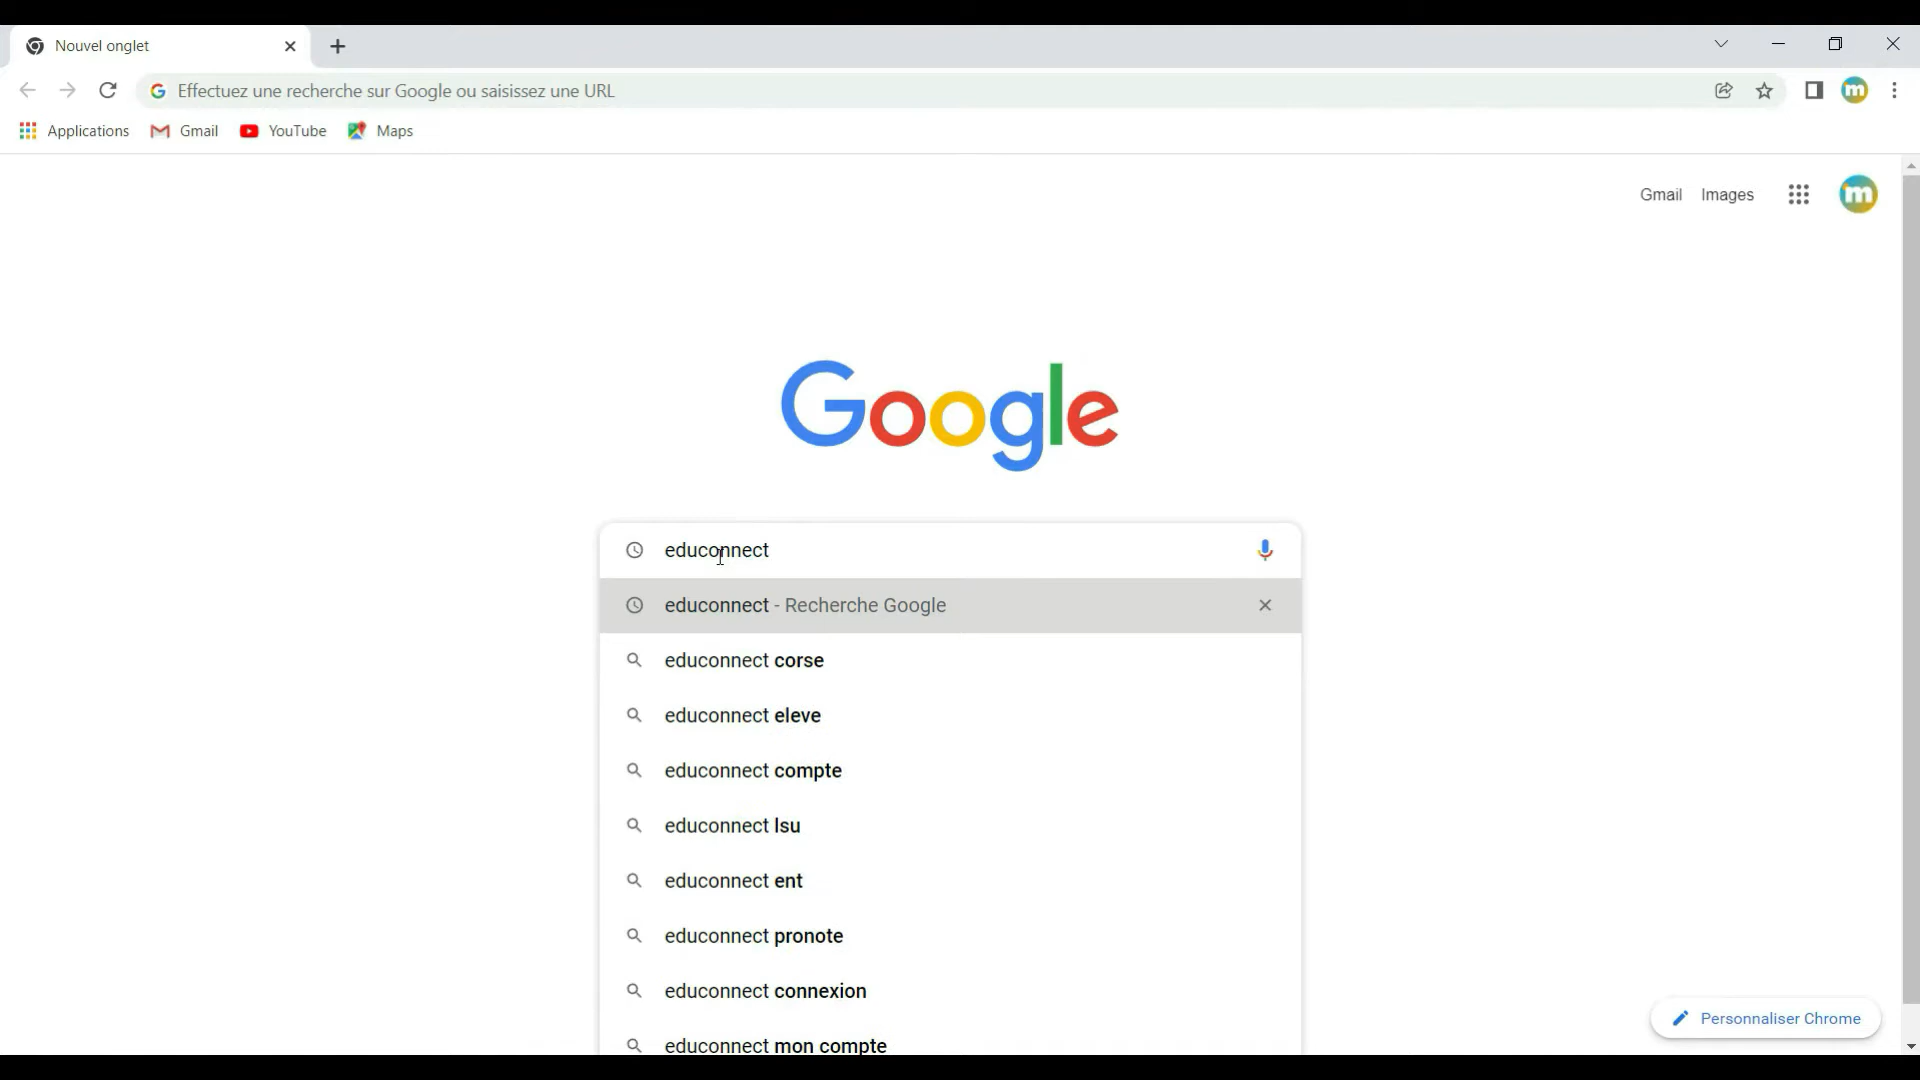 Nouvel onglet
Effectuez une recherche sur Google ou saisissez une URL
m
Applications
Gmail
YouTube
Maps
Gmail
Images
m
Google
educonnect
educonnect - Recherche Google
educonnect corse
educonnect eleve
educonnect compte
educonnect lsu
educonnect ent
educonnect pronote
educonnect connexion
educonnect mon compte
Personnaliser Chrome